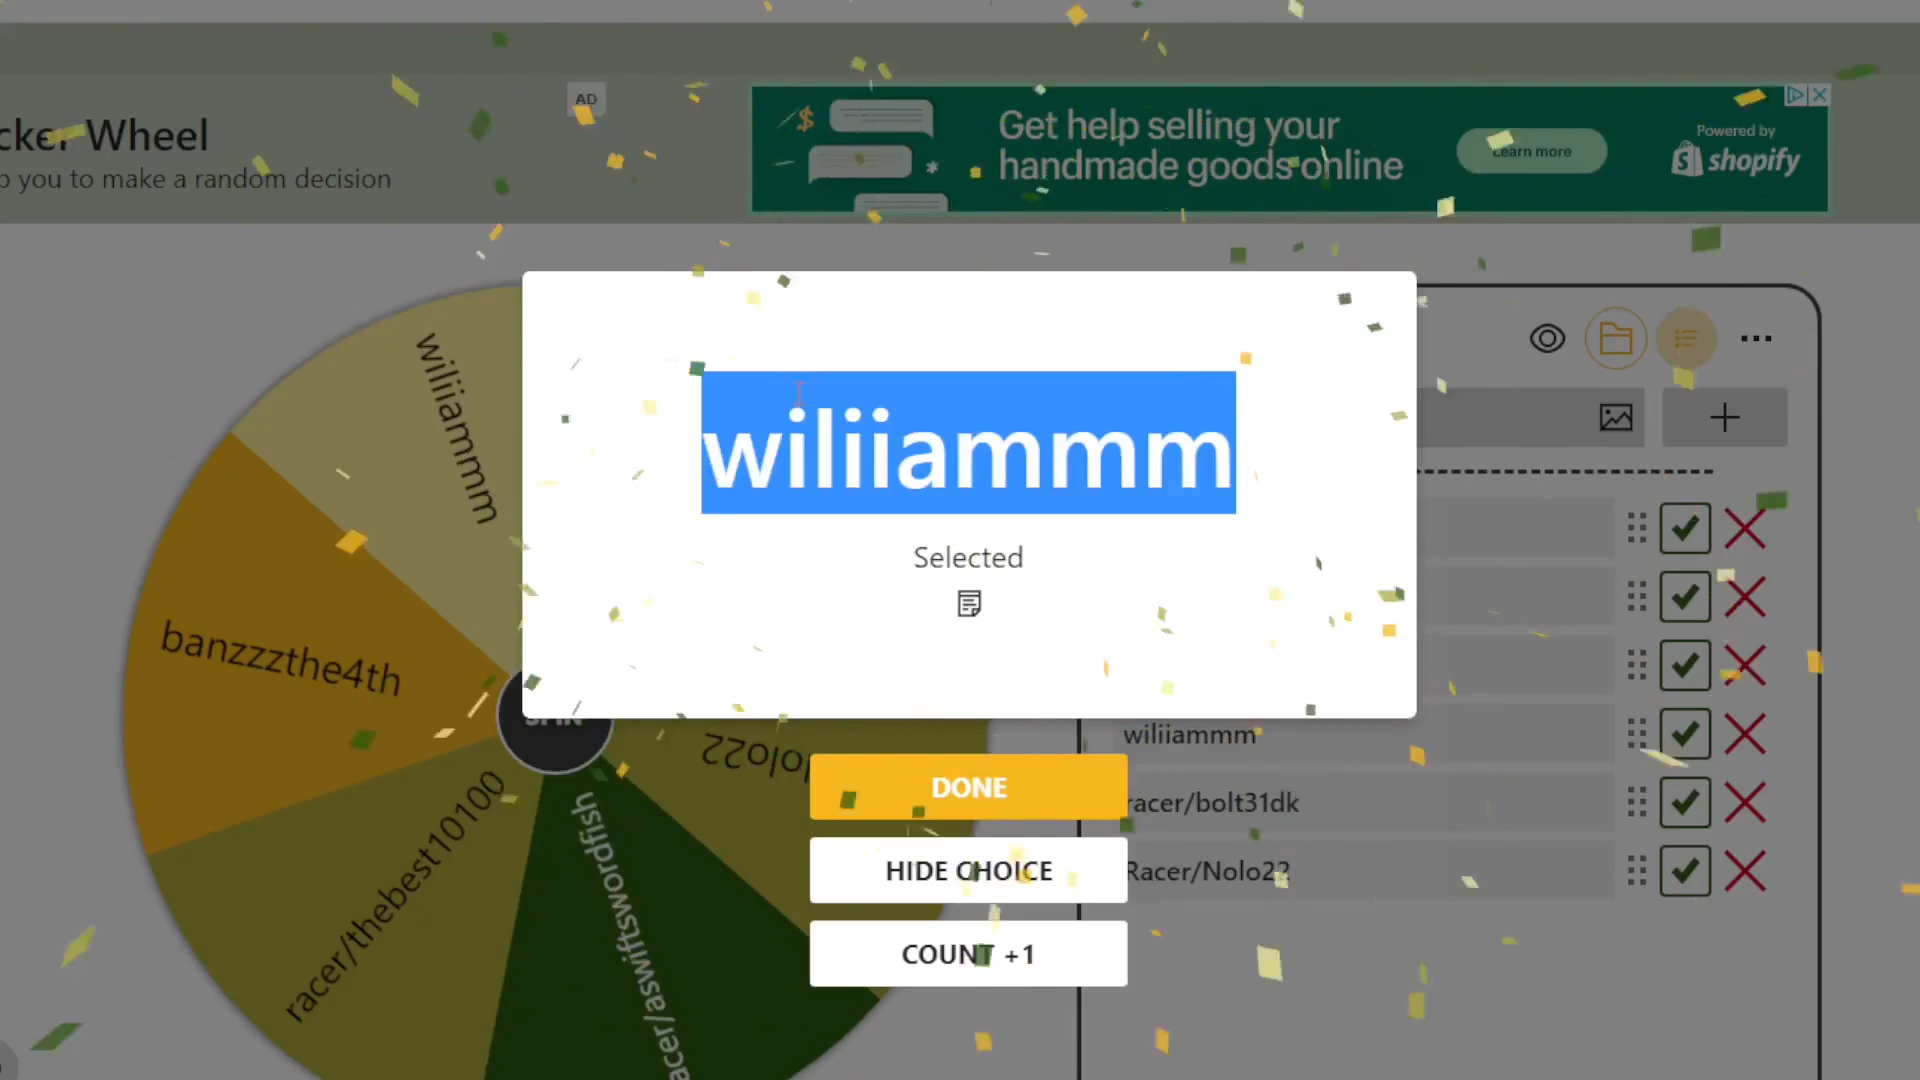 AD
cker Wheel
p you to make a random decision
Get help selling your
handmade goods online
Learn more
Powered by
shopify
wiliiammm
Selected
wiliiammm
banzzzthe4th
racer/thebest10100
acer/aswiftswordfish
olo22
SPIN
DONE
HIDE CHOICE
COUNT +1
wiliiammm
racer/bolt31dk
Racer/Nolo22